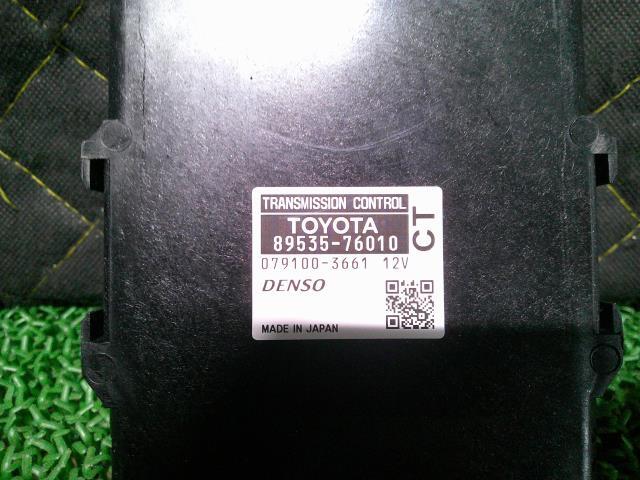 TRANSMISSION CONTROL
TOYOTA
89535-76010
CT
079100-3661 12V
DENSO
MADE IN JAPAN